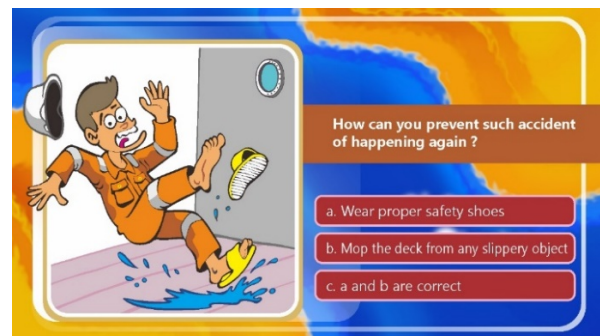 How can you prevent such accident
of happening again ?
a. Wear proper safety shoes
b. Mop the deck from any slippery object
c. a and b are correct